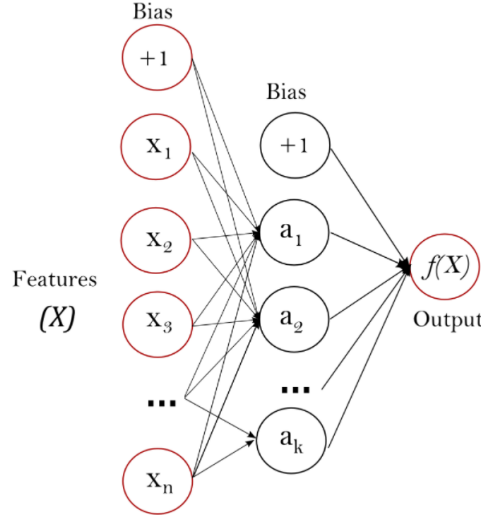 Bias
+1
x1
x2
Features
(X)
x3
...
xn
Bias
+1
a1
a2
...
ak
f(X)
Output